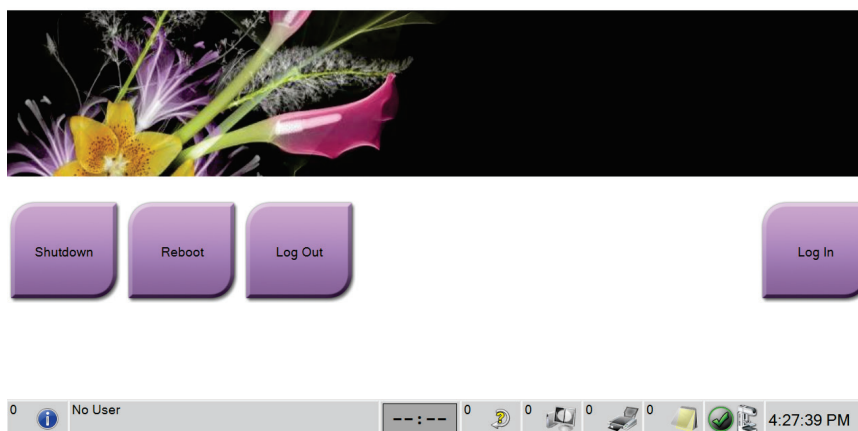 Shutdown
Reboot
Log Out
Log In
0
No User
--:--
0
0
0
0
4:27:39 PM